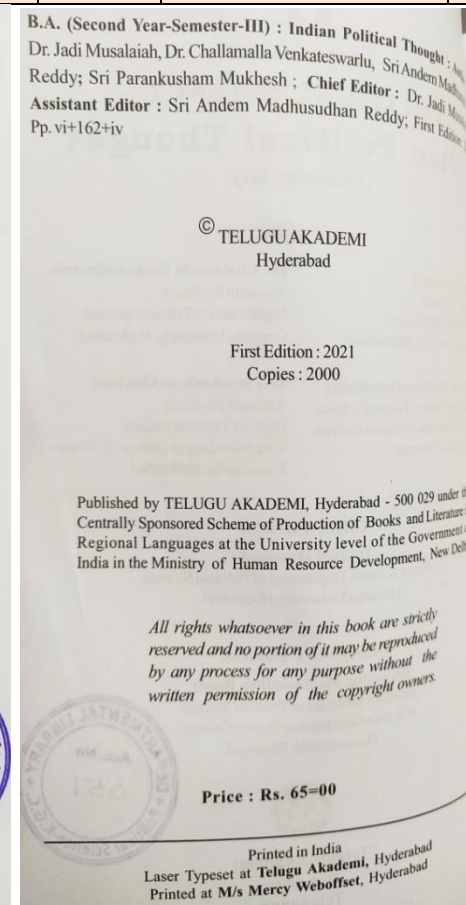 B.A. (Second Year-Semester-III) : Indian Political Thought :
Dr. Jadi Musalaiah, Dr. Challamalla Venkateswarlu, Sri Andem
Reddy; Sri Parankusham Mukhesh ; Chief Editor : Dr. Jadi
Assistant Editor : Sri Andem Madhusudhan Reddy; First Edition
Pp. vi+162+iv
© TELUGU AKADEMI
Hyderabad
First Edition : 2021
Copies : 2000
Published by TELUGU AKADEMI, Hyderabad - 500 029 under
Centrally Sponsored Scheme of Production of Books and Literature
Regional Languages at the University level of the Government
India in the Ministry of Human Resource Development, New
All rights whatsoever in this book are strictly
reserved and no portion of it may be reproduced
by any process for any purpose without the
written permission of the copyright owners.
Price : Rs. 65=00
Printed in India
Laser Typeset at Telugu Akademi, Hyderabad
Printed at M/s Mercy Weboffset, Hyderabad